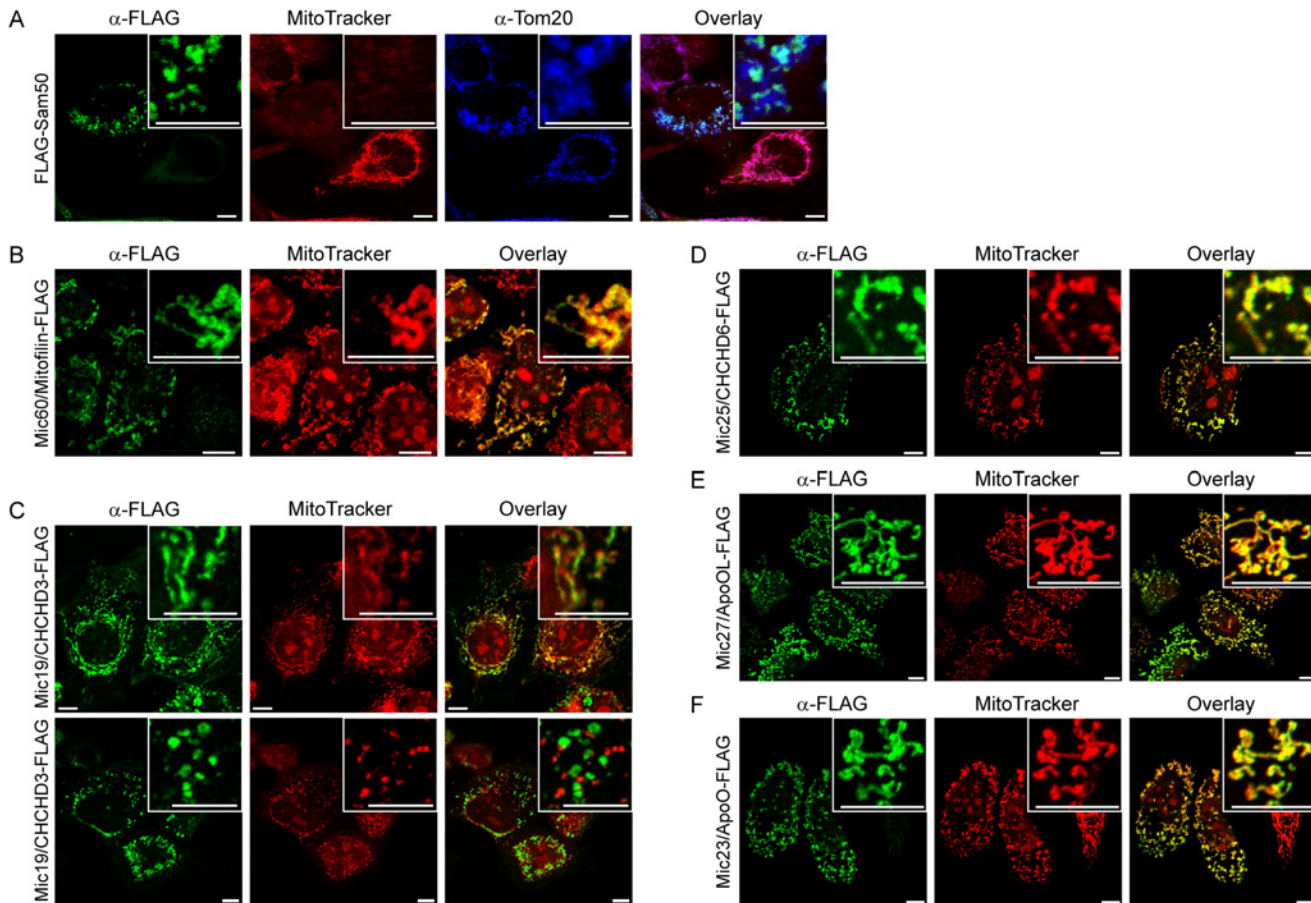 A
α-FLAG MitoTracker α-Tom20 Overlay
FLAG-Sam50
B
α-FLAG MitoTracker Overlay
Mic60/Mitofilin-FLAG
C
α-FLAG MitoTracker Overlay
Mic19/CHCHD3-FLAG
Mic19/CHCHD3-FLAG
D
α-FLAG MitoTracker Overlay
Mic25/CHCHD6-FLAG
E
α-FLAG MitoTracker Overlay
Mic27/ApoOL-FLAG
F
α-FLAG MitoTracker Overlay
Mic23/ApoO-FLAG